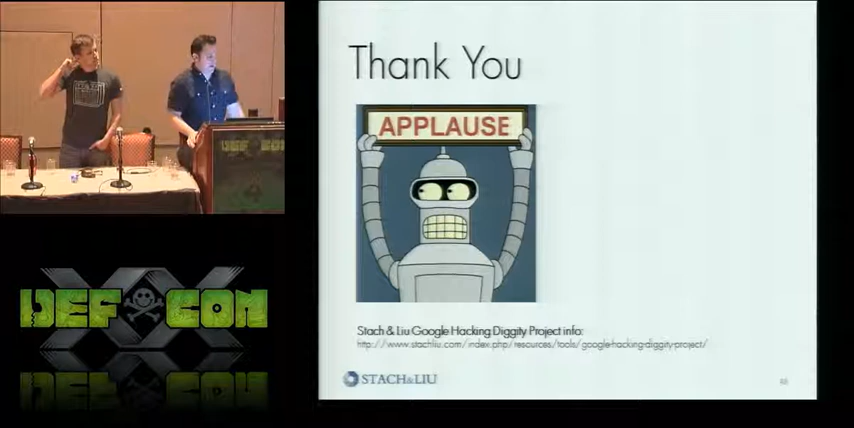 Thank You
APPLAUSE
Stach & Liu Google Hacking Diggity Project info:
http://www.stachliu.com/index.php/resources/tools/google-hacking-diggity-project/
STACH&LIU
DEF CON
XX